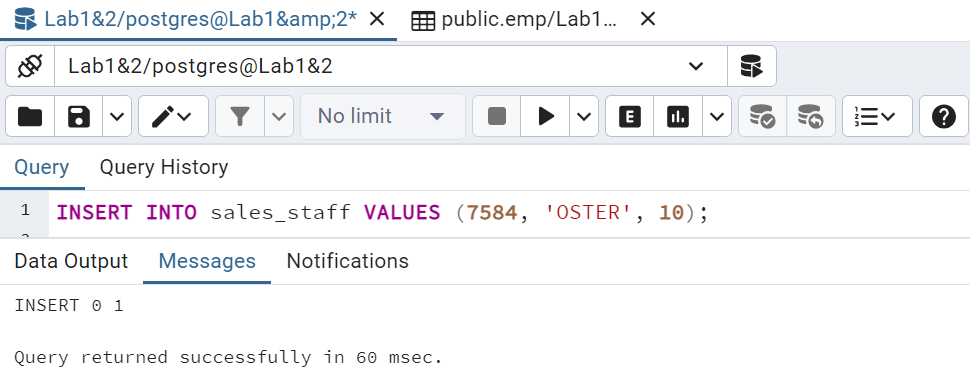 Lab1&2/postgres@Lab1&amp;2* public.emp/Lab1...
Lab1&2/postgres@Lab1&2
No limit
Query Query History
1 INSERT INTO sales_staff VALUES (7584, 'OSTER', 10);
Data Output Messages Notifications
INSERT 0 1
Query returned successfully in 60 msec.